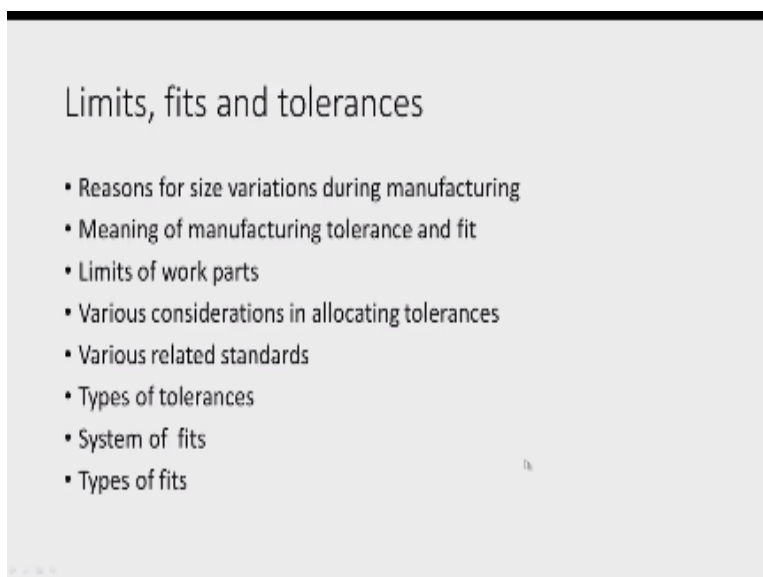 Limits, fits and tolerances
• Reasons for size variations during manufacturing
• Meaning of manufacturing tolerance and fit
• Limits of work parts
• Various considerations in allocating tolerances
• Various related standards
• Types of tolerances
• System of fits
• Types of fits